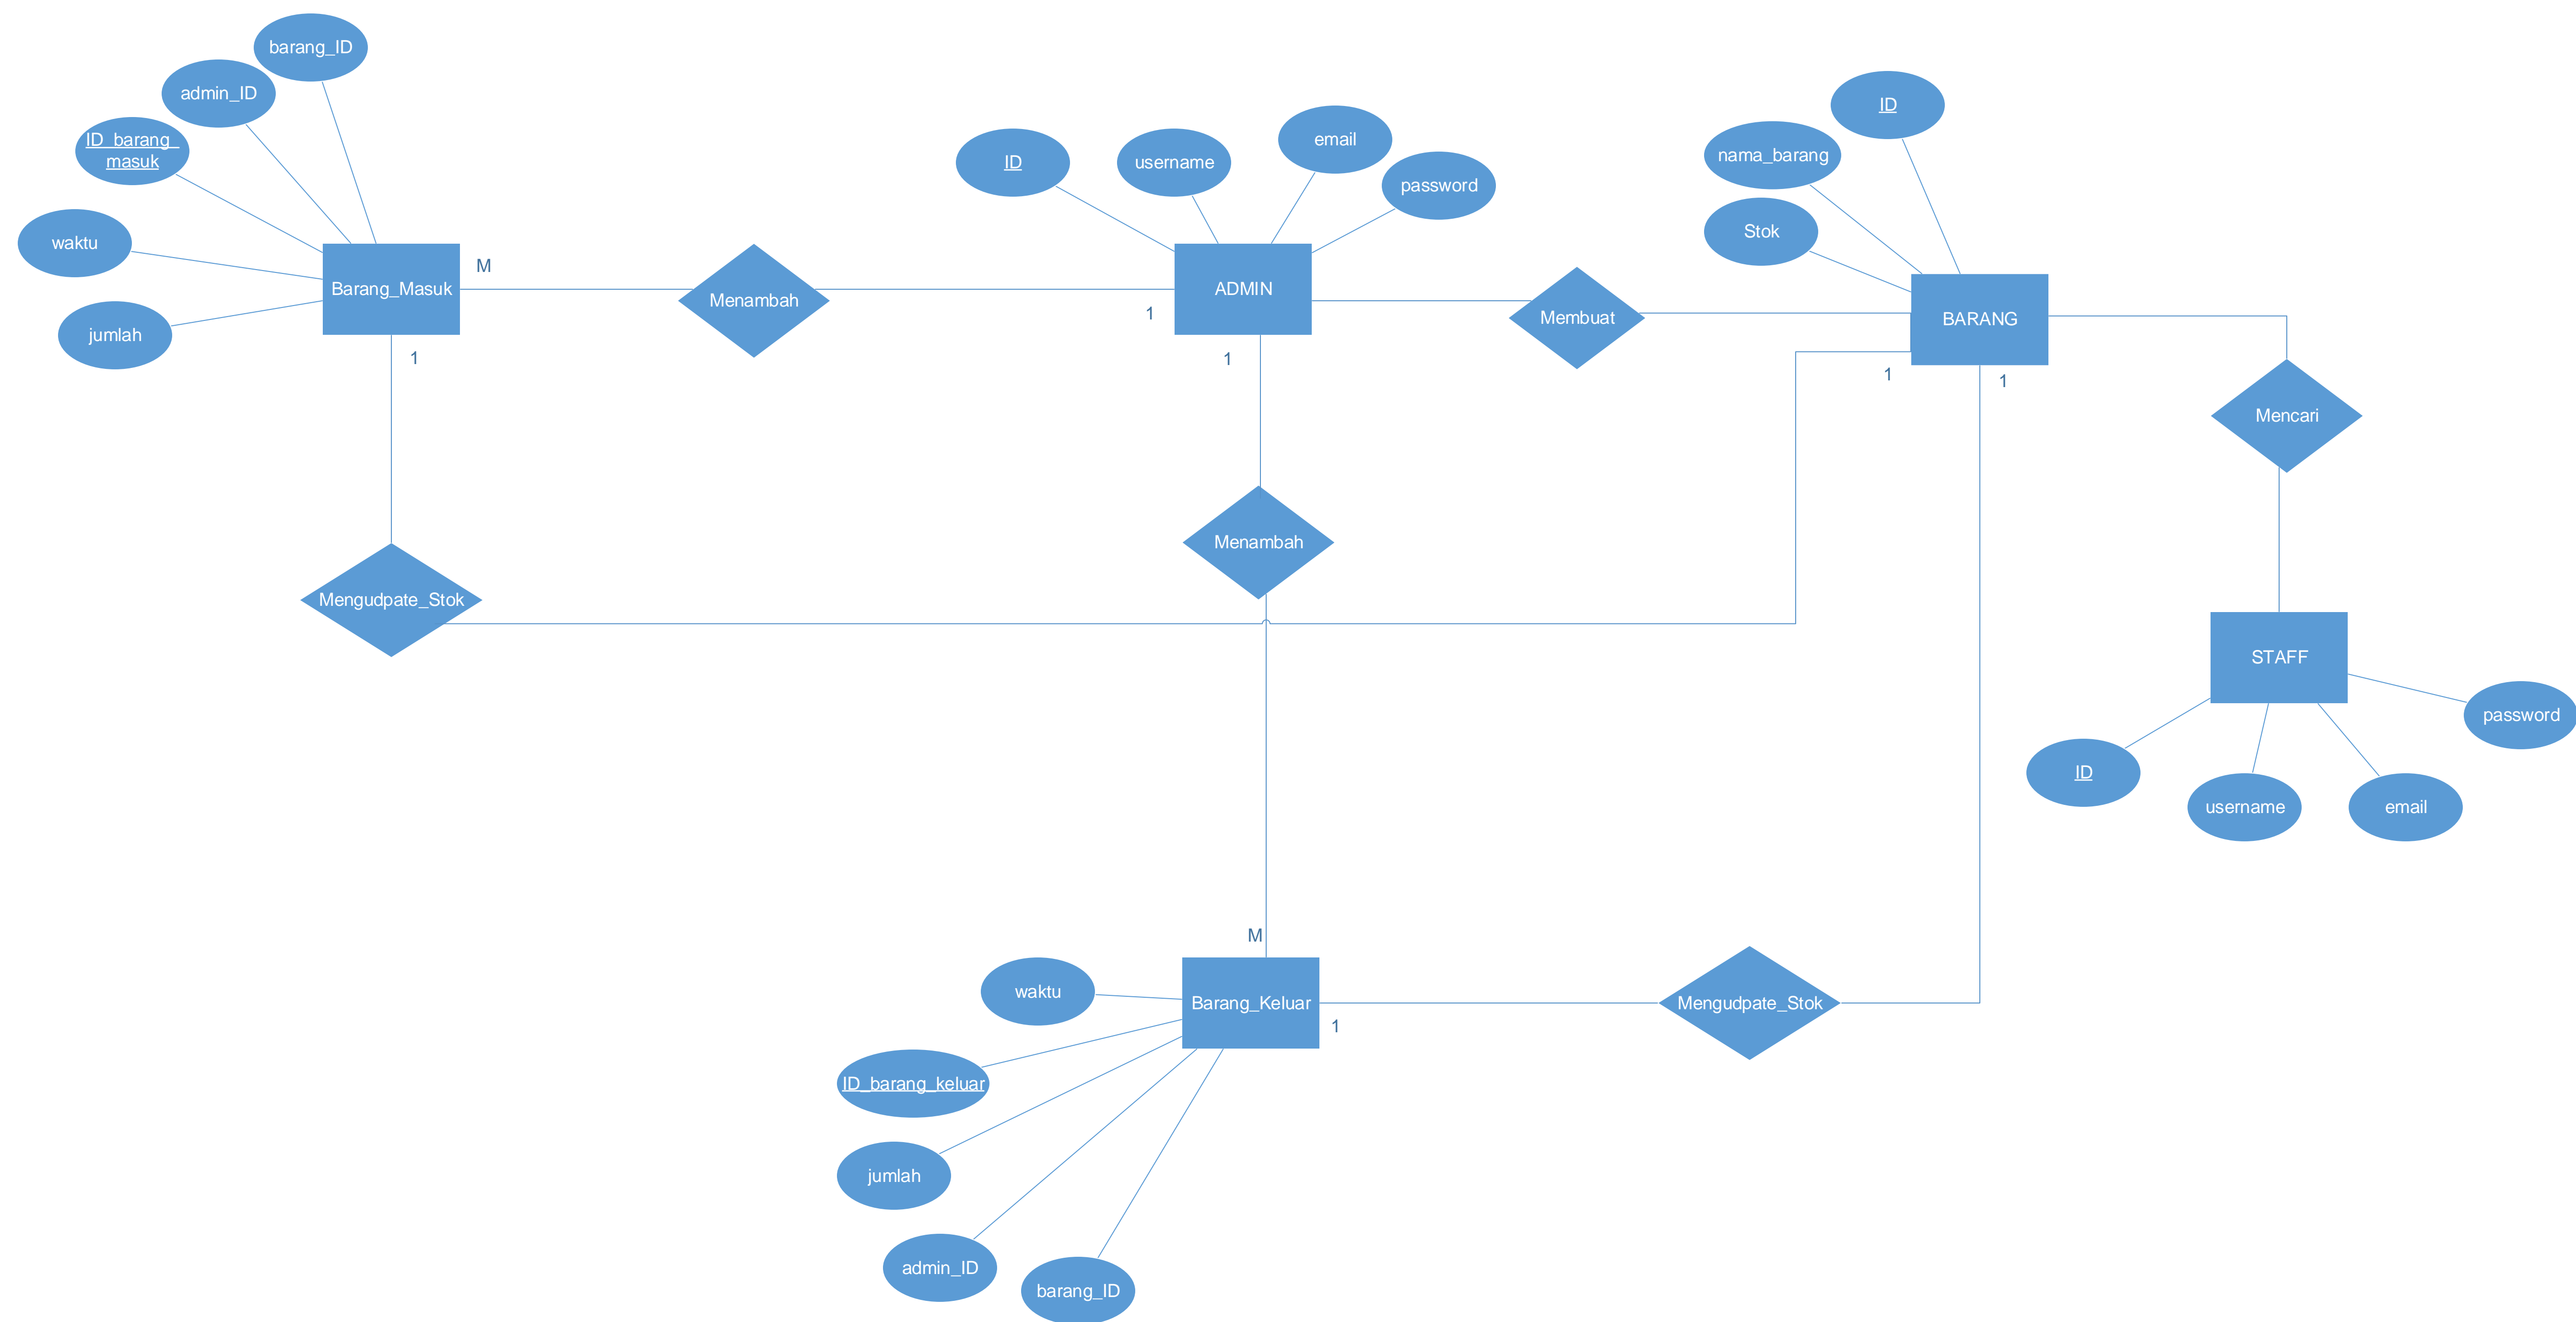 barang_ID
admin_ID
ID_barang_
masuk
waktu
jumlah
Barang_Masuk
M
1
Menambah
ID
username
email
password
ADMIN
1
1
Membuat
ID
nama_barang
Stok
BARANG
1
1
Mencari
Mengudpate_Stok
Menambah
STAFF
password
ID
username
email
M
waktu
Barang_Keluar
1
Mengudpate_Stok
ID_barang_keluar
jumlah
admin_ID
barang_ID